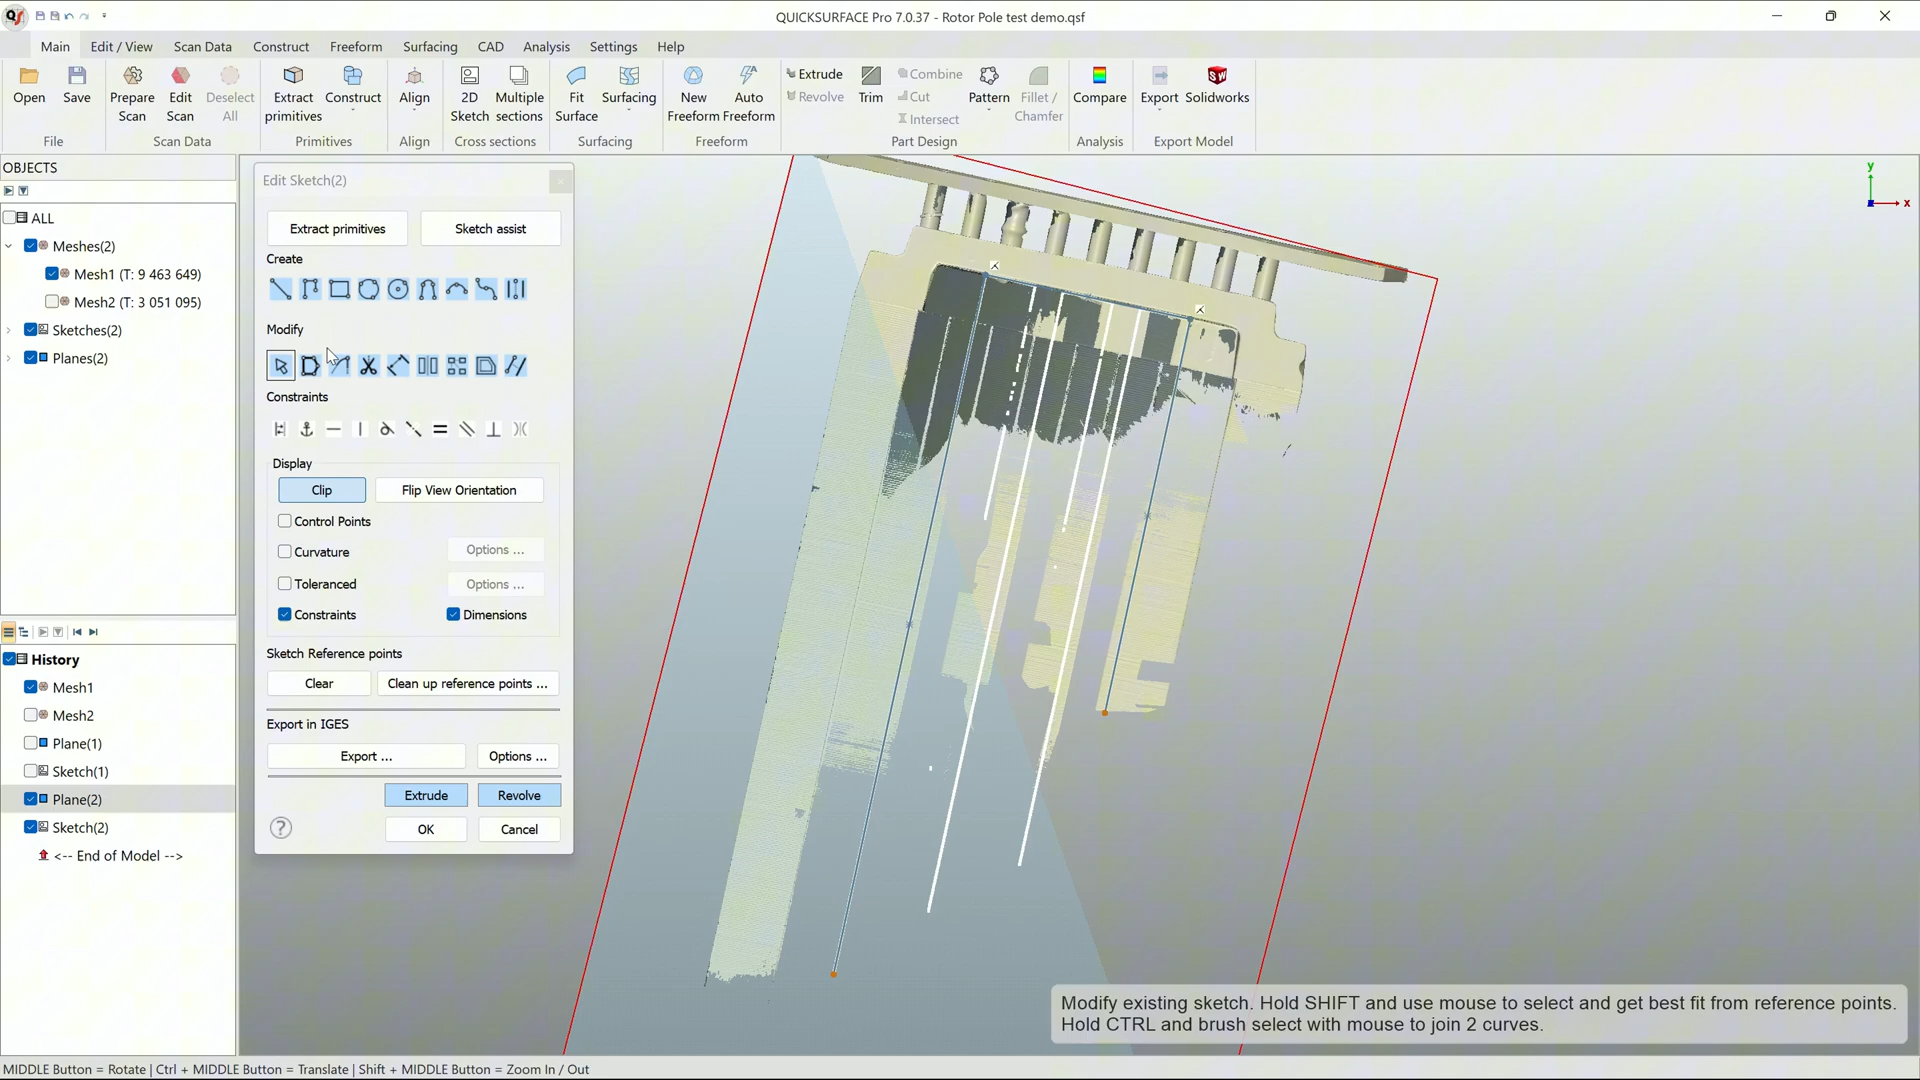 QUICKSURFACE Pro 7.0.37 - Rotor Pole test demo.qsf
Main Edit / View Scan Data Construct Freeform Surfacing CAD Analysis Settings Help
Open Save Prepare Scan Edit Scan Deselect All Extract primitives Construct Align 2D Sketch Multiple sections Fit Surface Surfacing New Freeform Auto Freeform Extrude Revolve Trim Combine Cut Intersect Pattern Fillet / Chamfer Compare Export Solidworks
File Scan Data Primitives Align Cross sections Surfacing Freeform Part Design Analysis Export Model
OBJECTS
ALL
Meshes(2)
Mesh1 (T: 9 463 649)
Mesh2 (T: 3 051 095)
Sketches(2)
Planes(2)
History
Mesh1
Mesh2
Plane(1)
Sketch(1)
Plane(2)
Sketch(2)
<-- End of Model -->
Edit Sketch(2)
Extract primitives Sketch assist
Create
Modify
Constraints
Display
Clip Flip View Orientation
Control Points
Curvature Options ...
Toleranced Options ...
Constraints Dimensions
Sketch Reference points
Clear Clean up reference points ...
Export in IGES
Export ... Options ...
Extrude Revolve
? OK Cancel
y
x
Modify existing sketch. Hold SHIFT and use mouse to select and get best fit from reference points.
Hold CTRL and brush select with mouse to join 2 curves.
MIDDLE Button = Rotate | Ctrl + MIDDLE Button = Translate | Shift + MIDDLE Button = Zoom In / Out